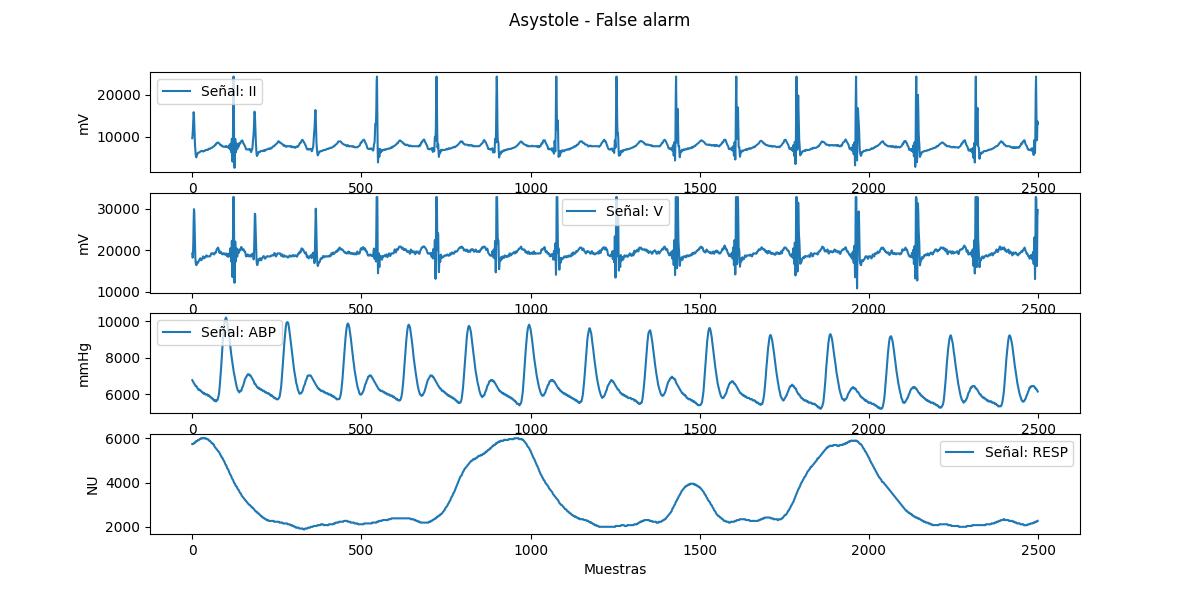 Asystole - False alarm
20000
10000
mV
Señal: II
0 500 1000 1500 2000 2500
30000
20000
10000
mV
Señal: V
0 500 1000 1500 2000 2500
10000
8000
6000
mmHg
Señal: ABP
0 500 1000 1500 2000 2500
6000
4000
2000
NU
Señal: RESP
0 500 1000 1500 2000 2500
Muestras